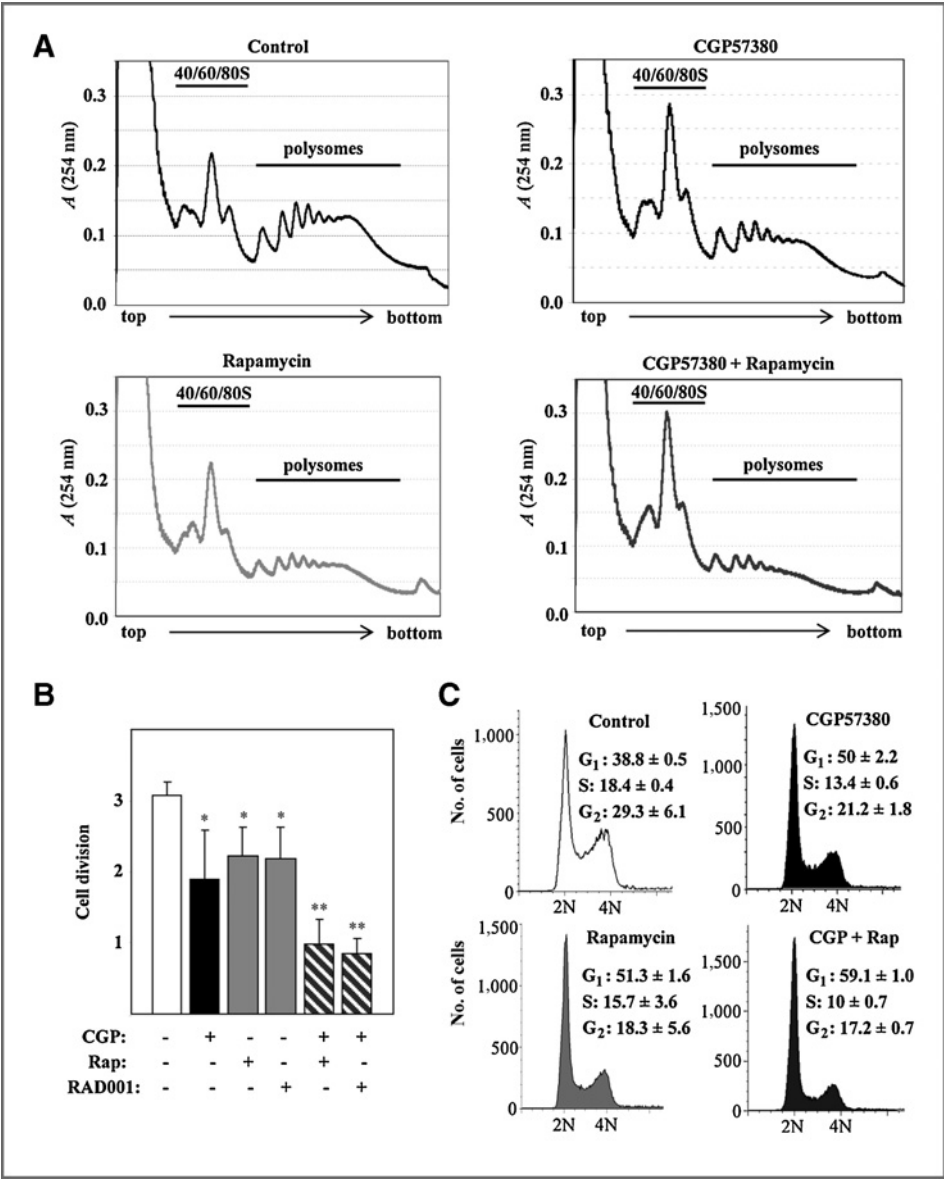 A
Control
40/60/80S
polysomes
A (254 nm)
0.3
0.2
0.1
0.0
top
bottom
CGP57380
40/60/80S
polysomes
A (254 nm)
0.3
0.2
0.1
0.0
top
bottom
Rapamycin
40/60/80S
polysomes
A (254 nm)
0.3
0.2
0.1
0.0
top
bottom
CGP57380 + Rapamycin
40/60/80S
polysomes
A (254 nm)
0.3
0.2
0.1
0.0
top
bottom
B
Cell division
3
2
1
* * * ** **
CGP: - + - - + +
Rap: - - + - + -
RAD001: - - - + - +
C
Control
G1: 38.8 ± 0.5
S: 18.4 ± 0.4
G2: 29.3 ± 6.1
No. of cells
1,000
500
0
2N 4N
CGP57380
G1: 50 ± 2.2
S: 13.4 ± 0.6
G2: 21.2 ± 1.8
1,500
1,000
500
0
2N 4N
Rapamycin
G1: 51.3 ± 1.6
S: 15.7 ± 3.6
G2: 18.3 ± 5.6
No. of cells
1,500
1.000
500
0
2N 4N
CGP + Rap
G1: 59.1 ± 1.0
S: 10 ± 0.7
G2: 17.2 ± 0.7
1,500
1,000
500
0
2N 4N